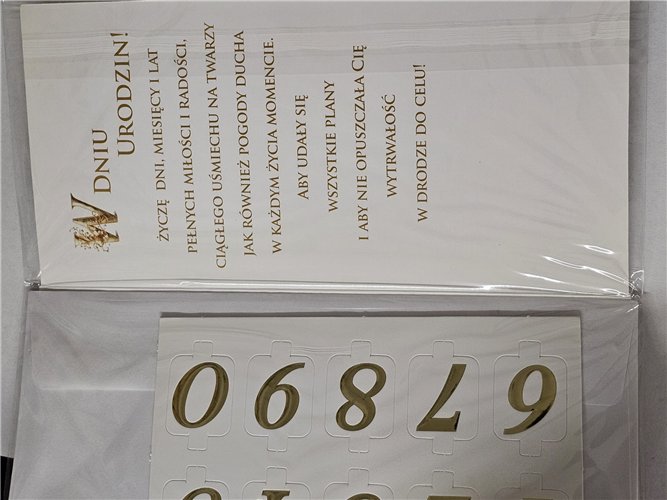 W DNIU
URODZIN!
ŻYCZĘ DNI, MIESIĘCY I LAT
PEŁNYCH MIŁOŚCI I RADOŚCI,
CIĄGŁEGO UŚMIECHU NA TWARZY
JAK RÓWNIEŻ POGODY DUCHA
W KAŻDYM ŻYCIA MOMENCIE.
ABY UDAŁY SIĘ
WSZYSTKIE PLANY
I ABY NIE OPUSZCZAŁA CIĘ
WYTRWAŁOŚĆ
W DRODZE DO CELU!
6 7 8 9 0